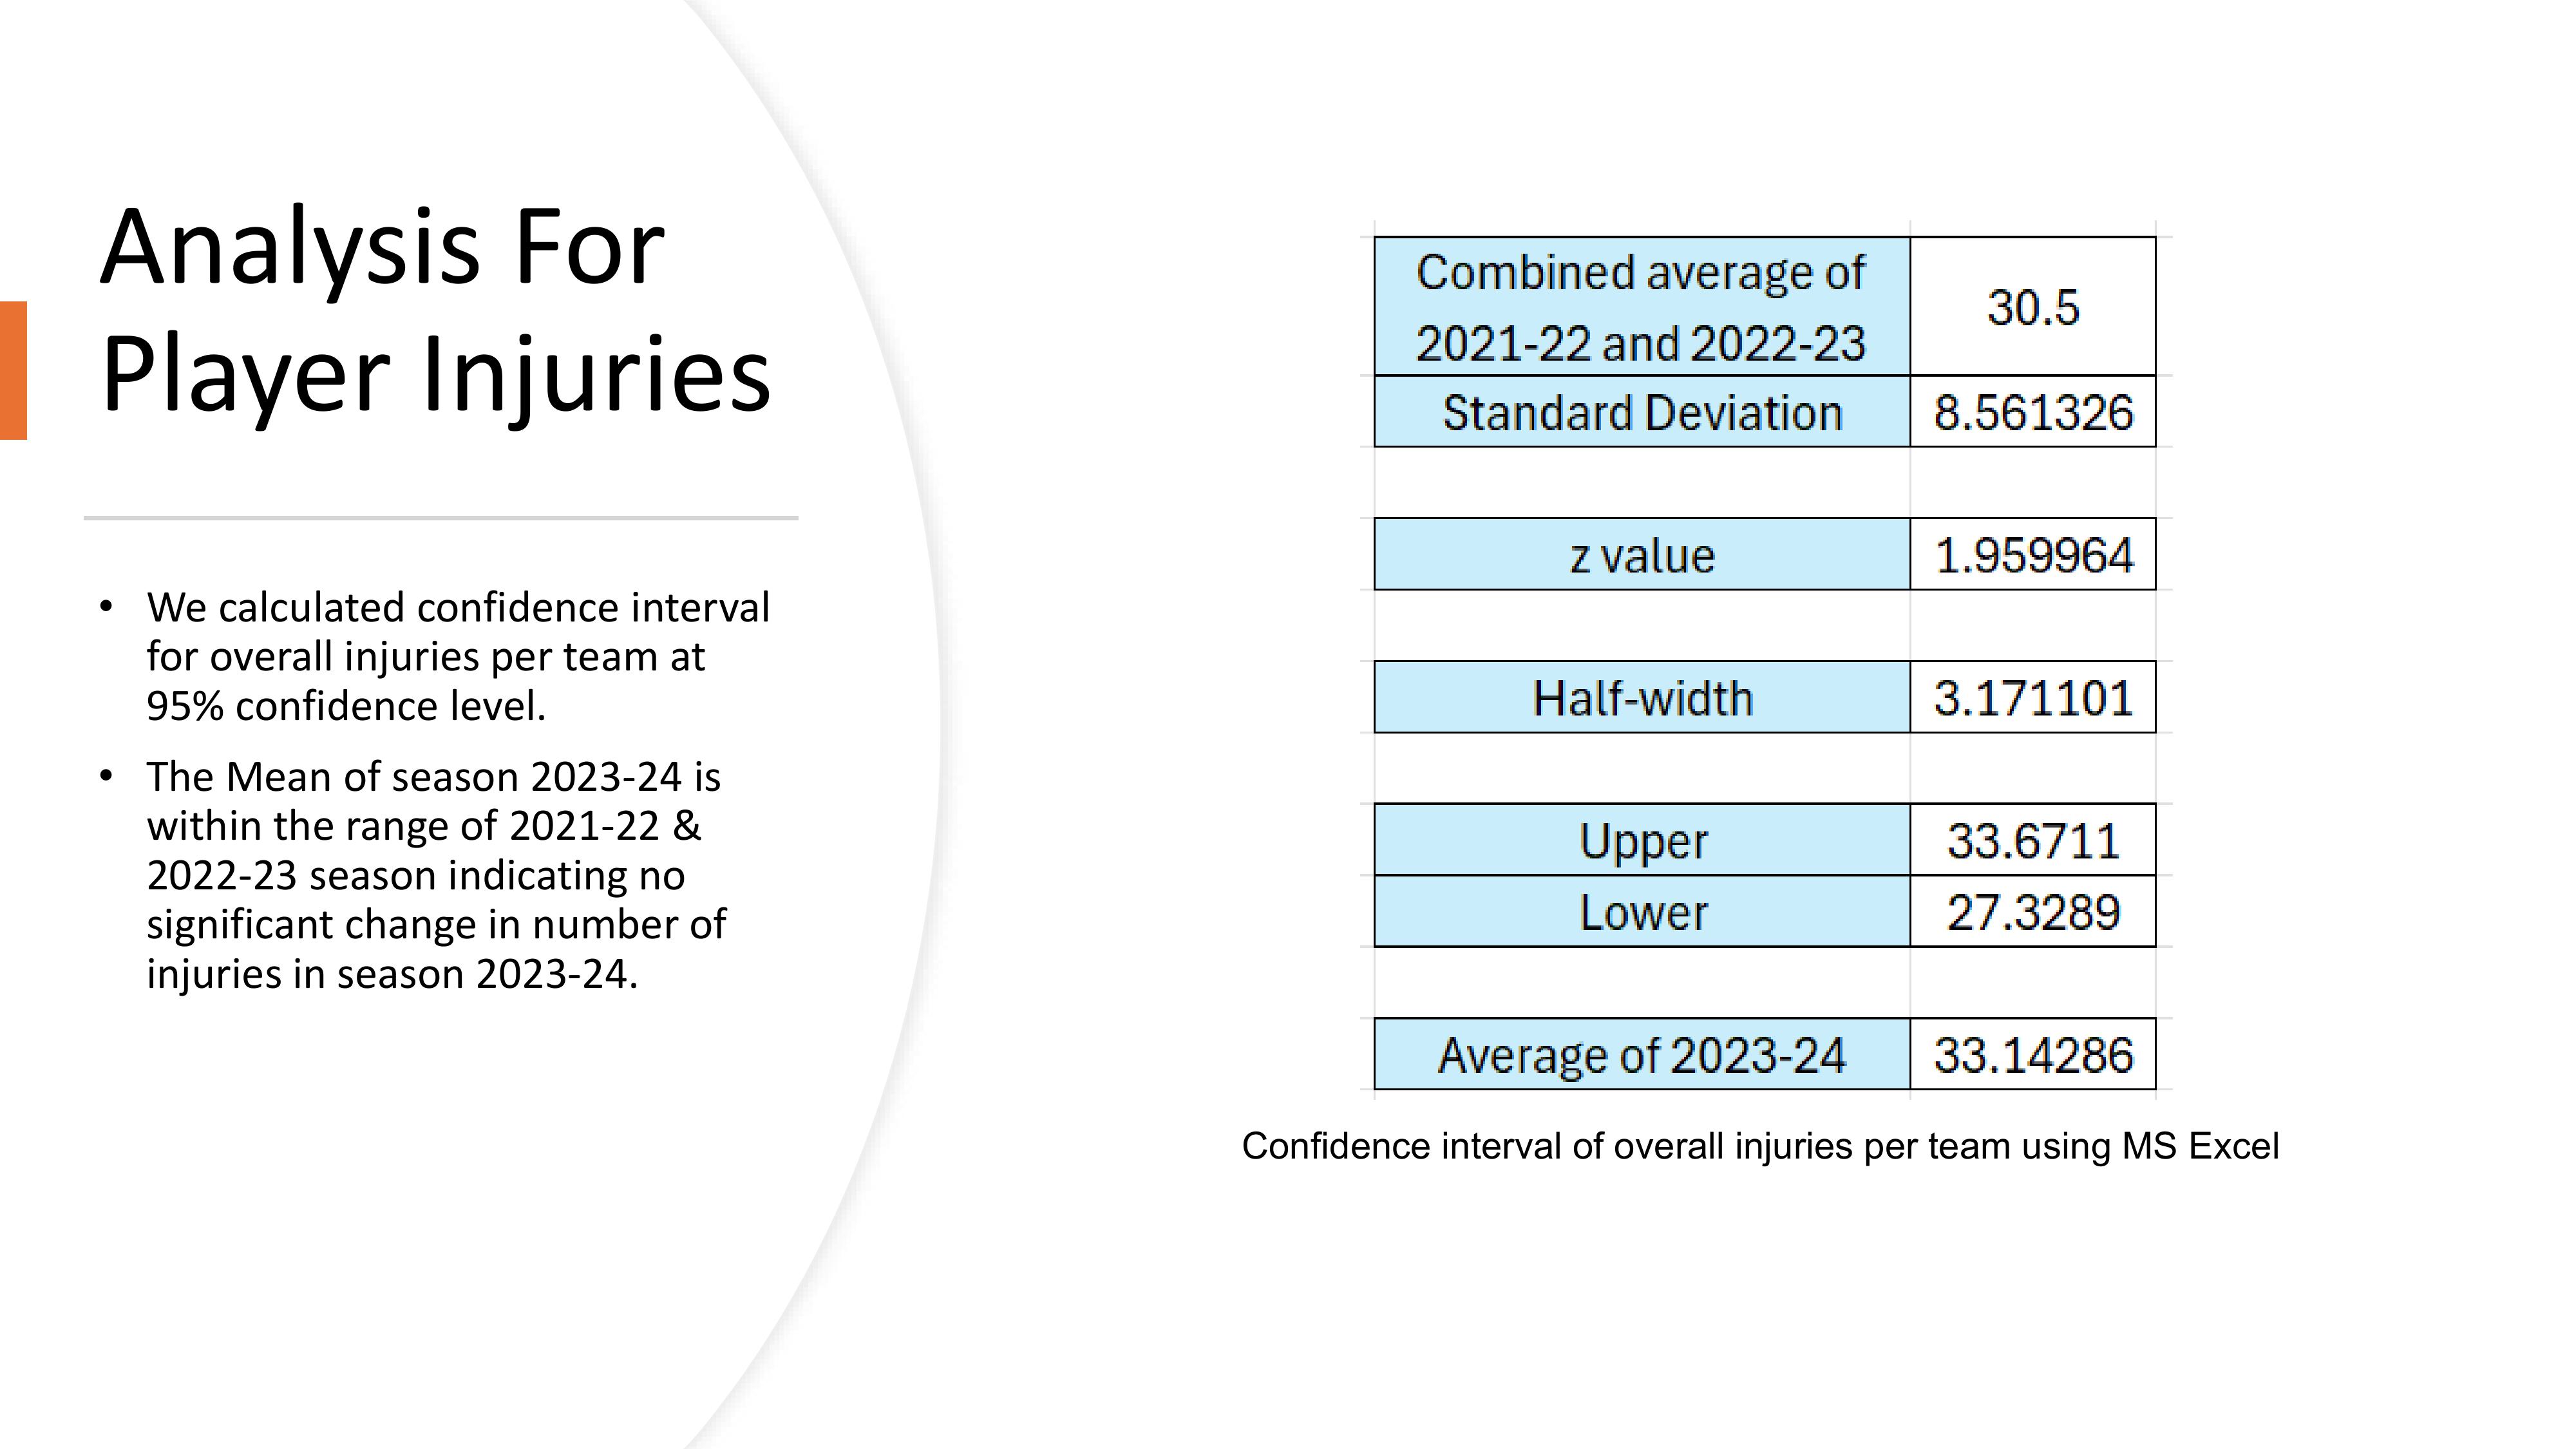 Analysis For
Player Injuries
• We calculated confidence interval
for overall injuries per team at
95% confidence level.
• The Mean of season 2023-24 is
within the range of 2021-22 &
2022-23 season indicating no
significant change in number of
injuries in season 2023-24.
Combined average of
2021-22 and 2022-23
30.5
Standard Deviation 8.561326
z value 1.959964
Half-width 3.171101
Upper 33.6711
Lower 27.3289
Average of 2023-24 33.14286
Confidence interval of overall injuries per team using MS Excel